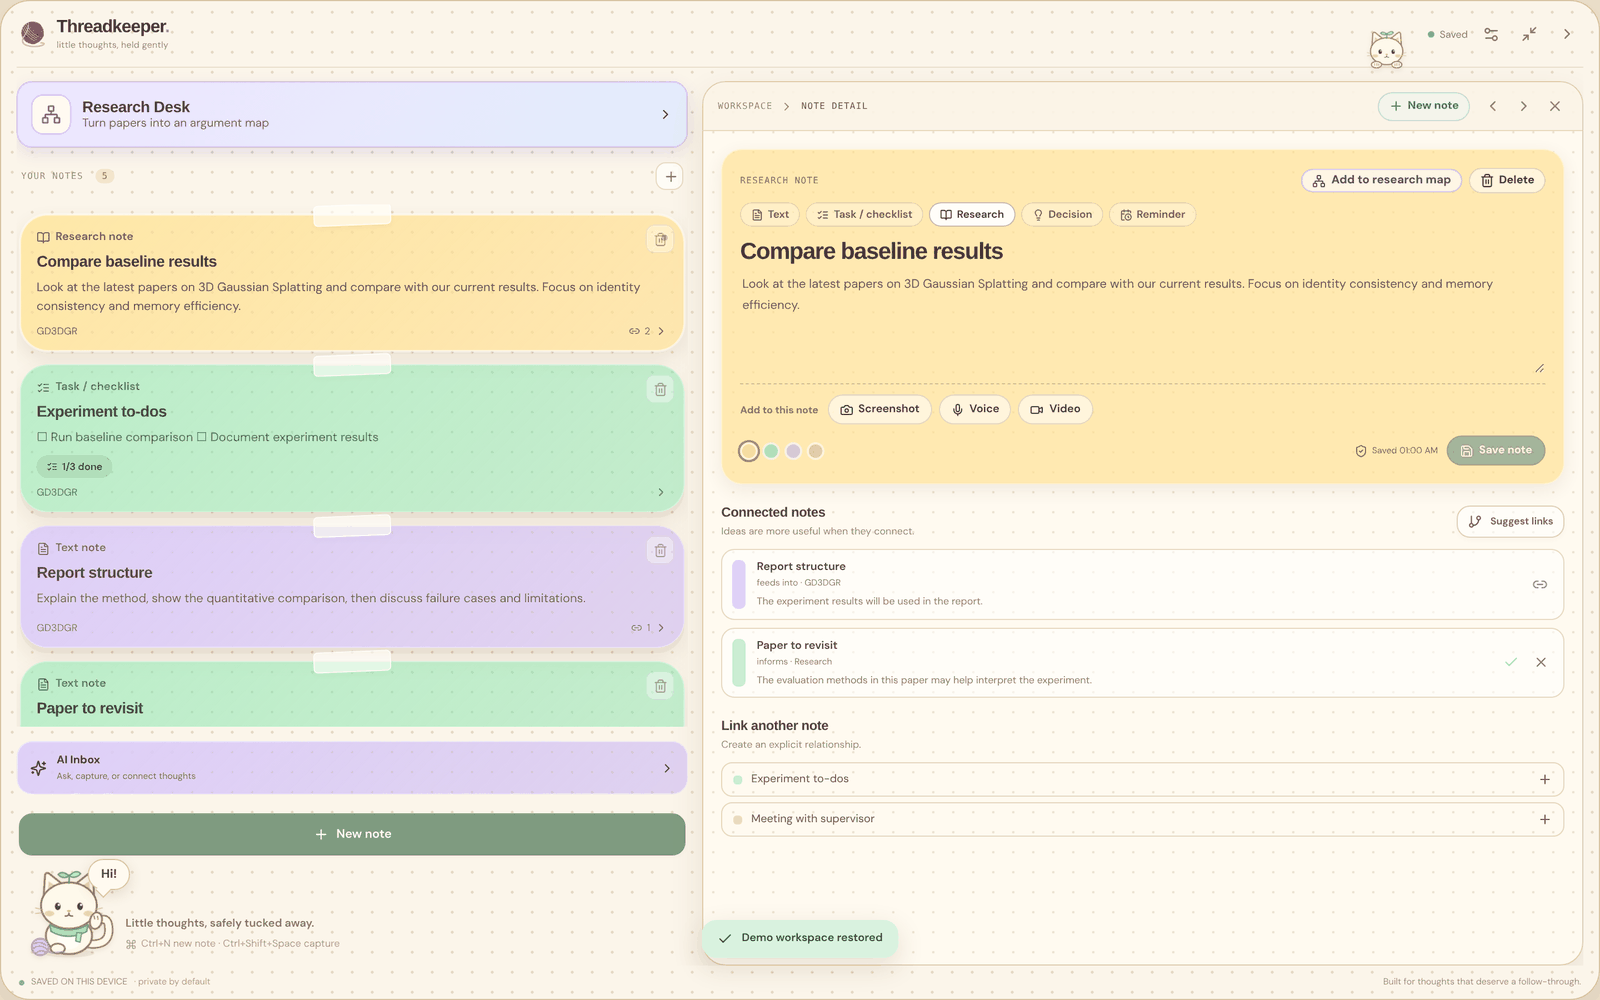 Threadkeeper.
little thoughts, held gently
Saved
Research Desk
Turn papers into an argument map
YOUR NOTES 5
Research note
Compare baseline results
Look at the latest papers on 3D Gaussian Splatting and compare with our current results. Focus on identity
consistency and memory efficiency.
GD3DGR
2
Task / checklist
Experiment to-dos
☐ Run baseline comparison ☐ Document experiment results
1/3 done
GD3DGR
Text note
Report structure
Explain the method, show the quantitative comparison, then discuss failure cases and limitations.
GD3DGR
1
Text note
Paper to revisit
AI Inbox
Ask, capture, or connect thoughts
+ New note
Hi!
Little thoughts, safely tucked away.
⌘ Ctrl+N new note · Ctrl+Shift+Space capture
SAVED ON THIS DEVICE · private by default
WORKSPACE > NOTE DETAIL
+ New note
RESEARCH NOTE
Add to research map
Delete
Text
Task / checklist
Research
Decision
Reminder
Compare baseline results
Look at the latest papers on 3D Gaussian Splatting and compare with our current results. Focus on identity consistency and memory
efficiency.
Add to this note
Screenshot
Voice
Video
Saved 01:00 AM
Save note
Connected notes
Ideas are more useful when they connect.
Suggest links
Report structure
feeds into · GD3DGR
The experiment results will be used in the report.
Paper to revisit
informs · Research
The evaluation methods in this paper may help interpret the experiment.
Link another note
Create an explicit relationship.
Experiment to-dos
Meeting with supervisor
Demo workspace restored
Built for thoughts that deserve a follow-through.